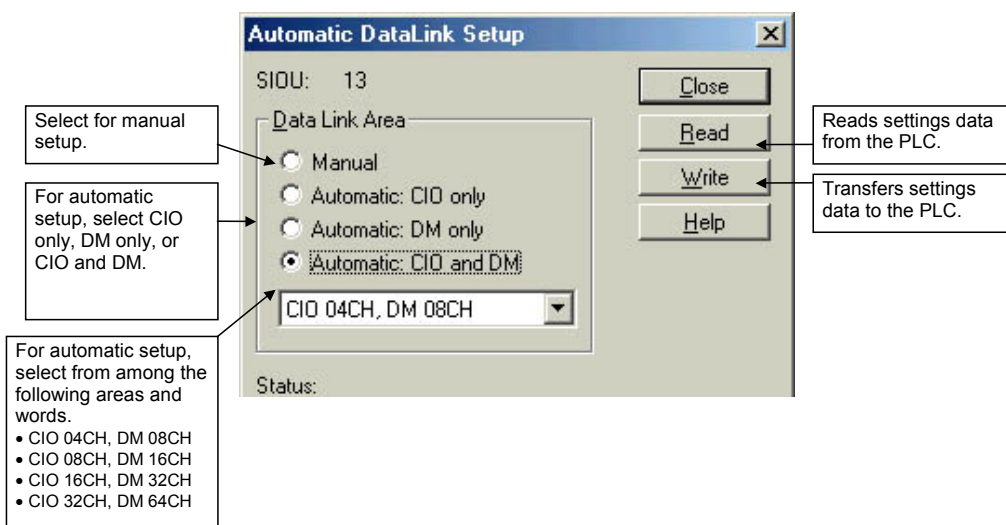 Automatic DataLink Setup
SIOU: 13
Close
Data Link Area
Read
Manual
Write
Automatic: CIO only
Automatic: DM only
Help
Automatic: CIO and DM
CIO 04CH, DM 08CH
Status:
Select for manual
setup.
For automatic
setup, select CIO
only, DM only, or
CIO and DM.
For automatic setup,
select from among the
following areas and
words.
• CIO 04CH, DM 08CH
• CIO 08CH, DM 16CH
• CIO 16CH, DM 32CH
• CIO 32CH, DM 64CH
Reads settings data
from the PLC.
Transfers settings
data to the PLC.